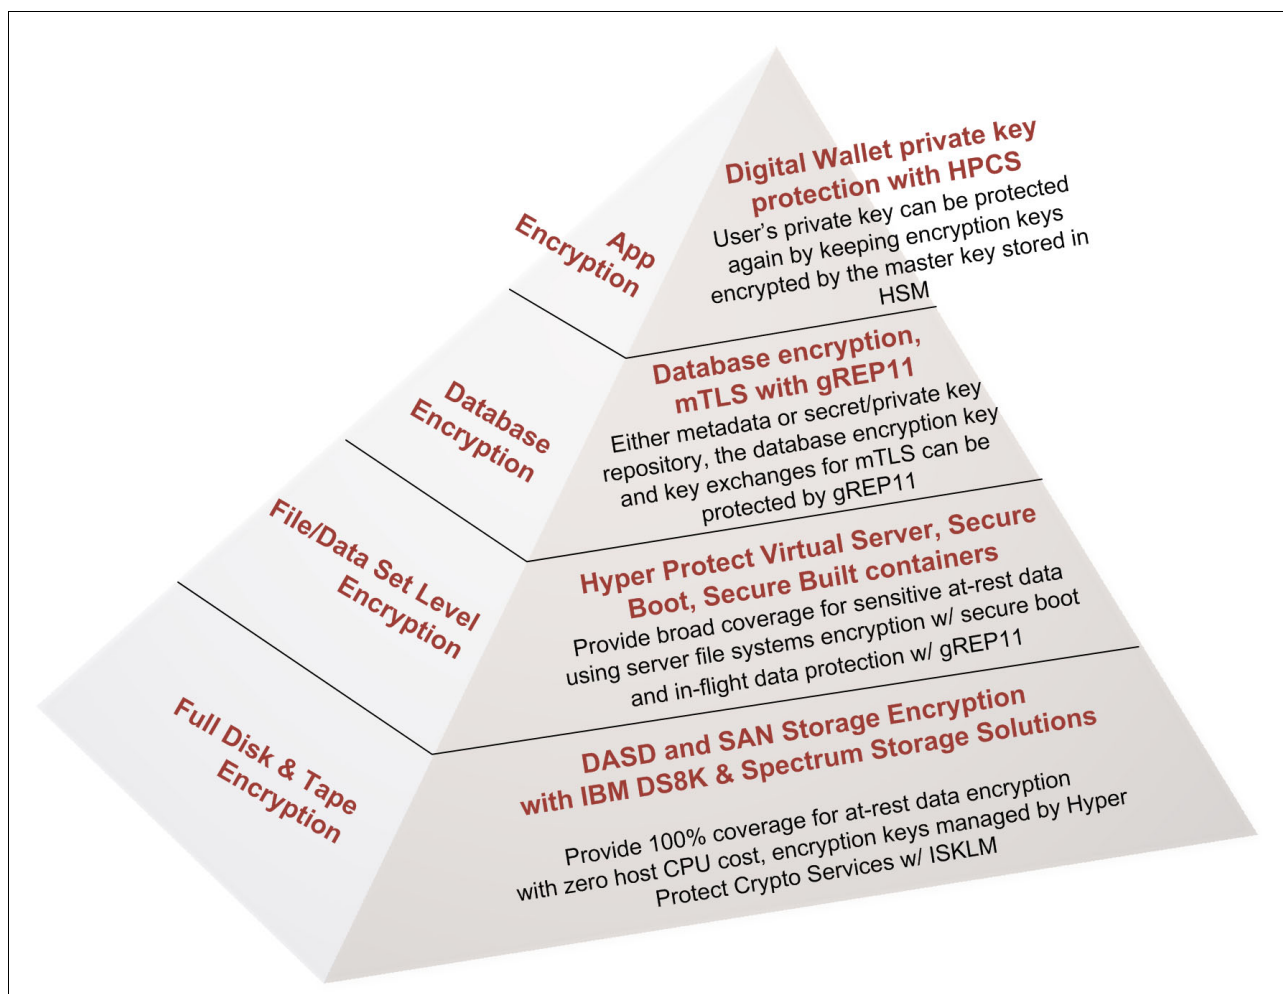 App
Encryption
Digital Wallet private key
protection with HPCS
User's private key can be protected
again by keeping encryption keys
encrypted by the master key stored in
HSM
Database
Encryption
Database encryption,
mTLS with gREP11
Either metadata or secret/private key
repository, the database encryption key
and key exchanges for mTLS can be
protected by gREP11
File/Data Set Level
Encryption
Hyper Protect Virtual Server, Secure
Boot, Secure Built containers
Provide broad coverage for sensitive at-rest data
using server file systems encryption w/ secure boot
and in-flight data protection w/ gREP11
Full Disk & Tape
Encryption
DASD and SAN Storage Encryption
with IBM DS8K & Spectrum Storage Solutions
Provide 100% coverage for at-rest data encryption
with zero host CPU cost, encryption keys managed by Hyper
Protect Crypto Services w/ ISKLM